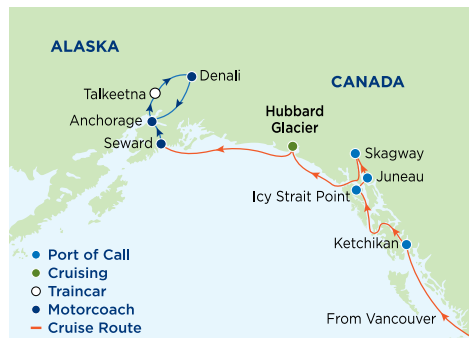 ALASKA
Denali
CANADA
Talkeetna
Hubbard
Glacier
Anchorage
Seward
Skagway
Juneau
Icy Strait Point
Ketchikan
Port of Call
Cruising
Traincar
Motorcoach
Cruise Route
From Vancouver